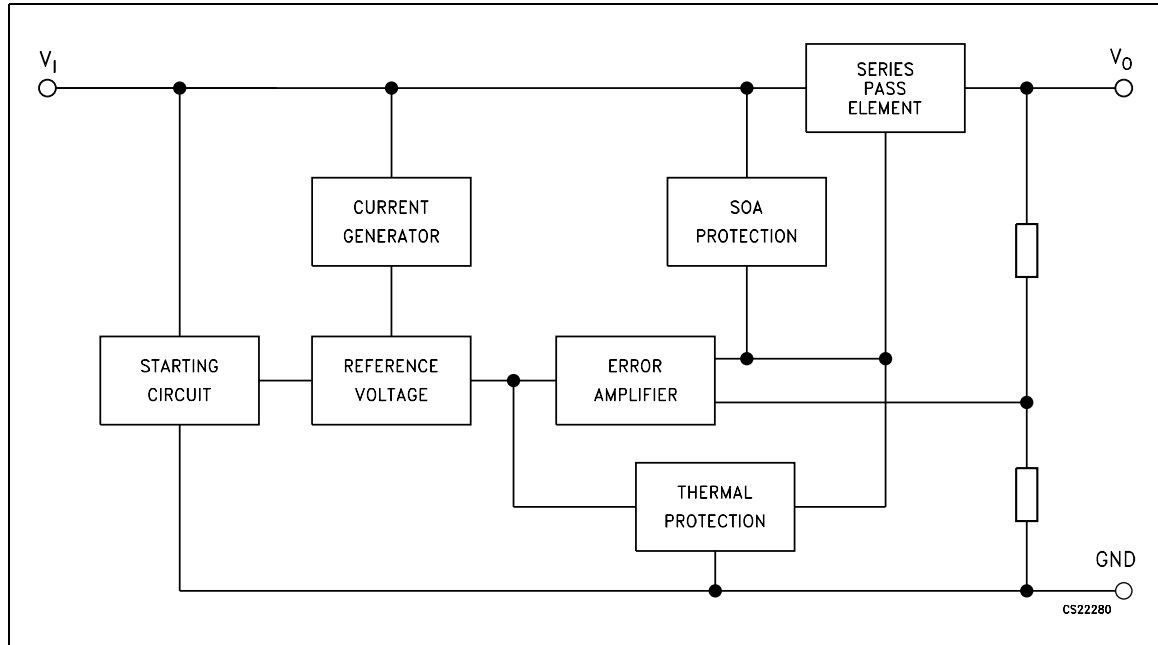 V_I
SERIES
PASS
ELEMENT
V_O
CURRENT
GENERATOR
SOA
PROTECTION
STARTING
CIRCUIT
REFERENCE
VOLTAGE
ERROR
AMPLIFIER
THERMAL
PROTECTION
GND
CS22280